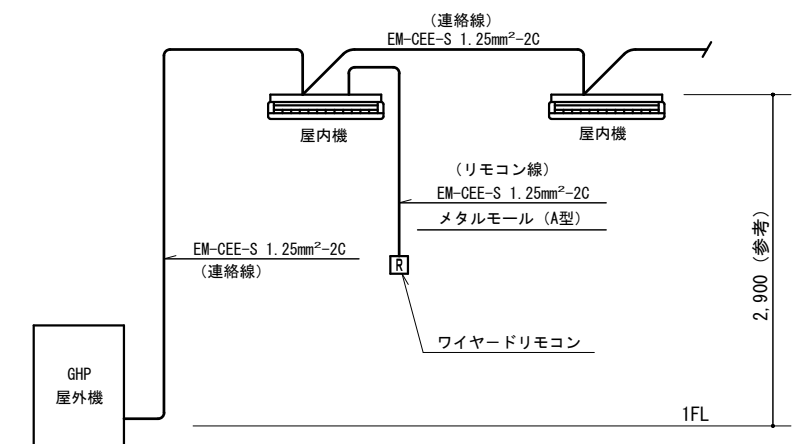 (連絡線)
EM-CEE-S 1.25mm²-2C
屋内機
屋内機
(リモコン線)
EM-CEE-S 1.25mm²-2C
メタルモール (A型)
EM-CEE-S 1.25mm²-2C
(連絡線)
R
2,900 (参考)
ワイヤードリモコン
GHP
屋外機
1FL